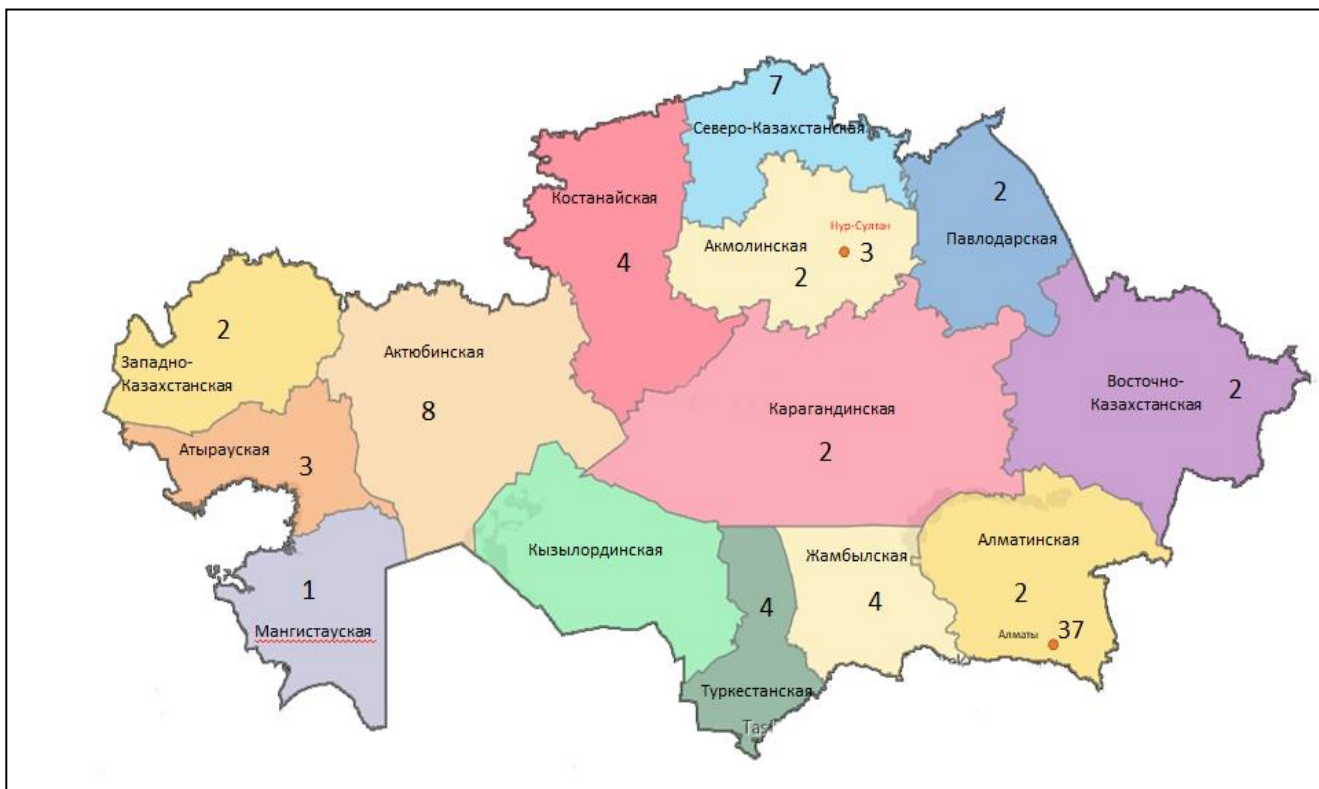 7
Северо-Казахстанская
Костанайская
4
2
Павлодарская
Нур-Султан
Акмолинская
3
2
2
Западно-
Казахстанская
Актюбинская
8
Восточно-
Казахстанская
2
Карагандинская
2
Атырауская
3
Кызылординская
Жамбылская
4
Алматинская
2
1
Мангистауская
4
Алматы
37
Туркестанская